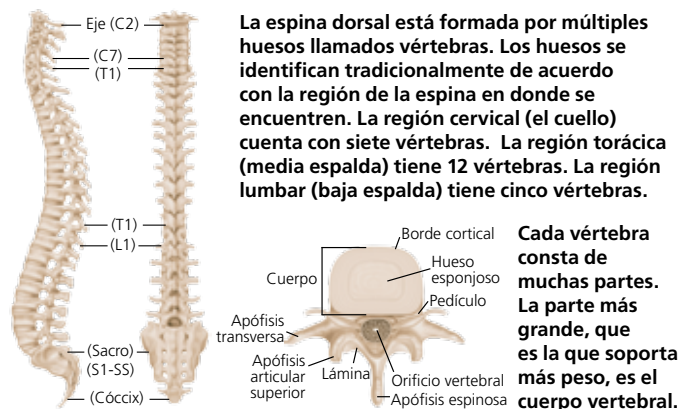 Eje (C2)
(C7)
(T1)
(T1)
(L1)
(Sacro)
(S1-SS)
(Cóccix)
La espina dorsal está formada por múltiples
huesos llamados vértebras. Los huesos se
identifican tradicionalmente de acuerdo
con la región de la espina en donde se
encuentren. La región cervical (el cuello)
cuenta con siete vértebras. La región torácica
(media espalda) tiene 12 vértebras. La región
lumbar (baja espalda) tiene cinco vértebras.
Borde cortical
Hueso
esponjoso
Cuerpo
Pedículo
Apófisis
transversa
Apófisis
articular
superior
Lámina
Orificio vertebral
Apófisis espinosa
Cada vértebra
consta de
muchas partes.
La parte más
grande, que
es la que soporta
más peso, es el
cuerpo vertebral.